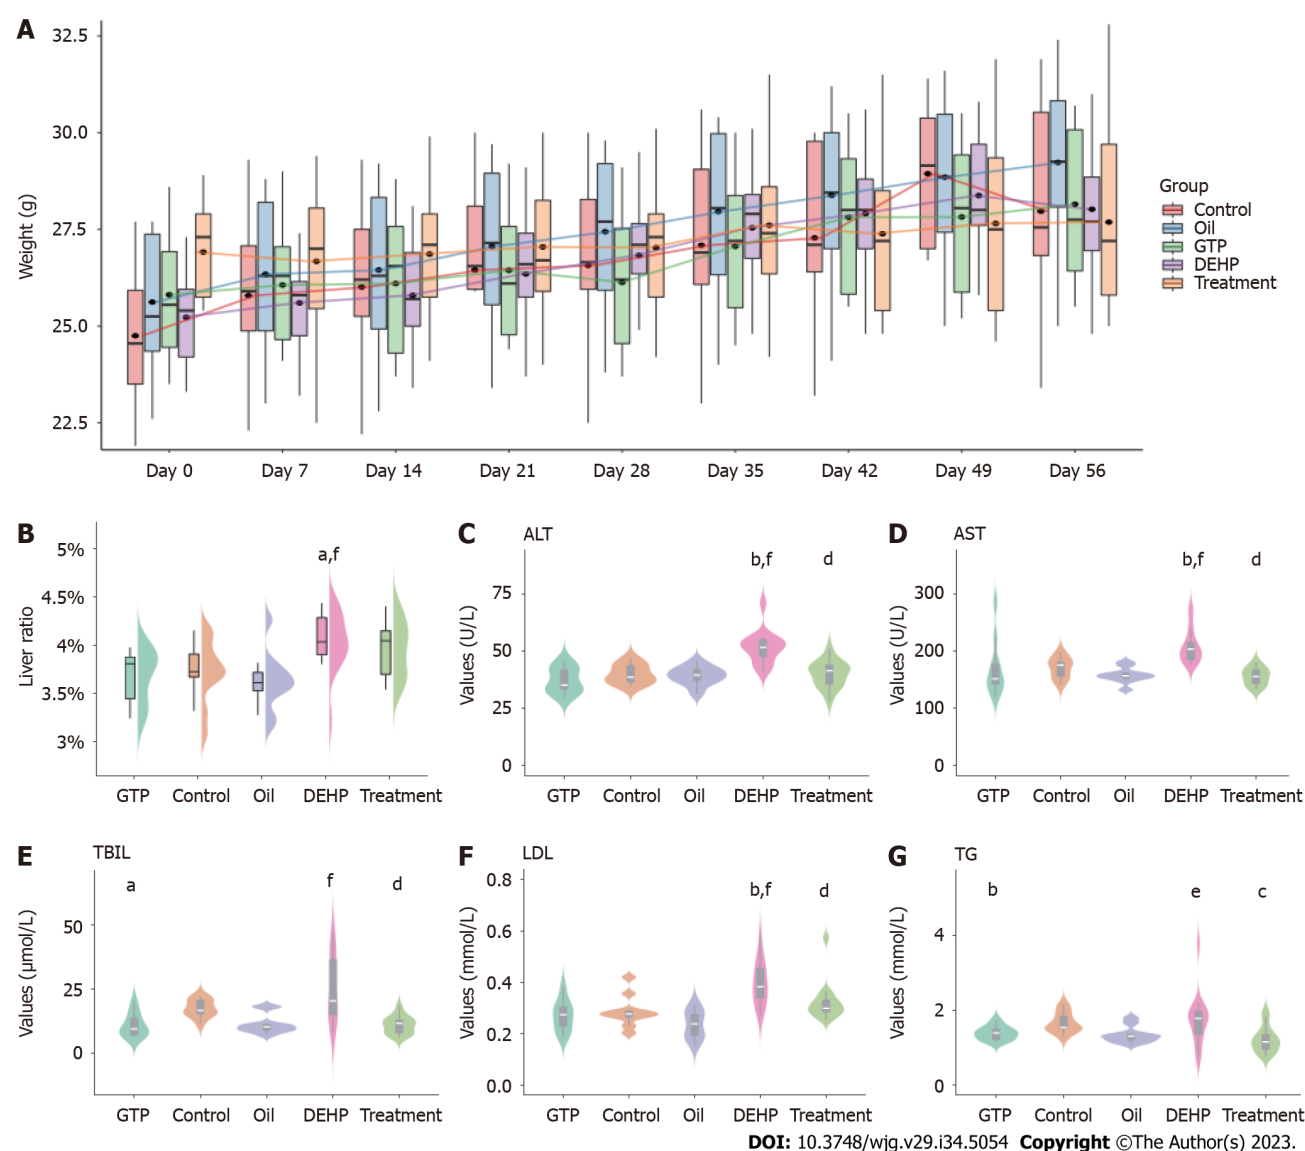 A
32.5
30.0
27.5
25.0
22.5
Weight (g)
Day 0 Day 7 Day 14 Day 21 Day 28 Day 35 Day 42 Day 49 Day 56
Group
Control
Oil
GTP
DEHP
Treatment
B
5%
4.5%
4%
3.5%
3%
Liver ratio
a,f
GTP Control Oil DEHP Treatment
C
ALT
75
50
25
0
Values (U/L)
b,f d
GTP Control Oil DEHP Treatment
D
AST
300
200
100
0
Values (U/L)
b,f d
GTP Control Oil DEHP Treatment
E
TBIL
50
25
0
Values (μmol/L)
a f d
GTP Control Oil DEHP Treatment
F
LDL
0.8
0.6
0.4
0.2
0.0
Values (mmol/L)
b,f d
GTP Control Oil DEHP Treatment
G
TG
4
2
0
Values (mmol/L)
b e c
GTP Control Oil DEHP Treatment
DOI: 10.3748/wjg.v29.i34.5054 Copyright ©The Author(s) 2023.